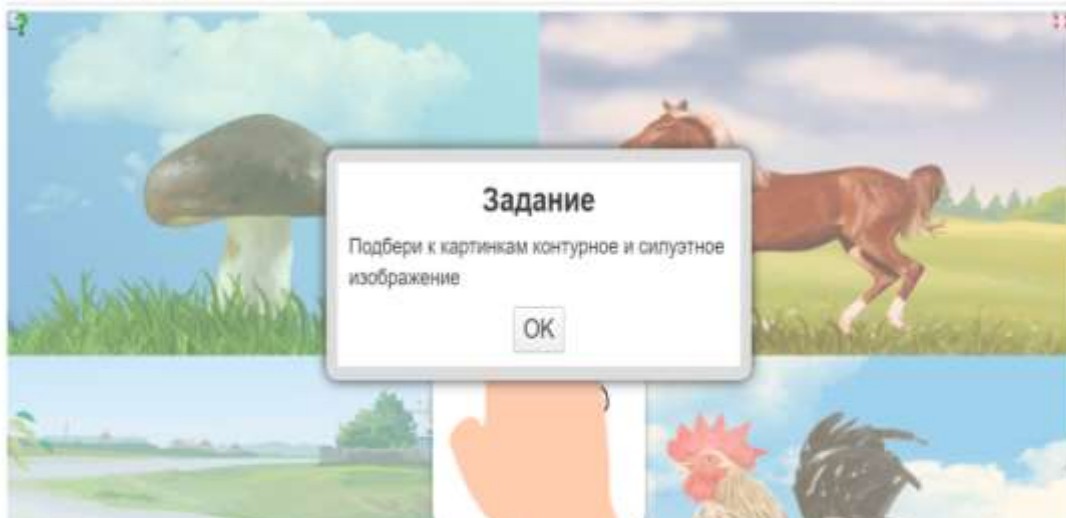 Задание
Подбери к картинкам контурное и силуэтное
изображение
OK